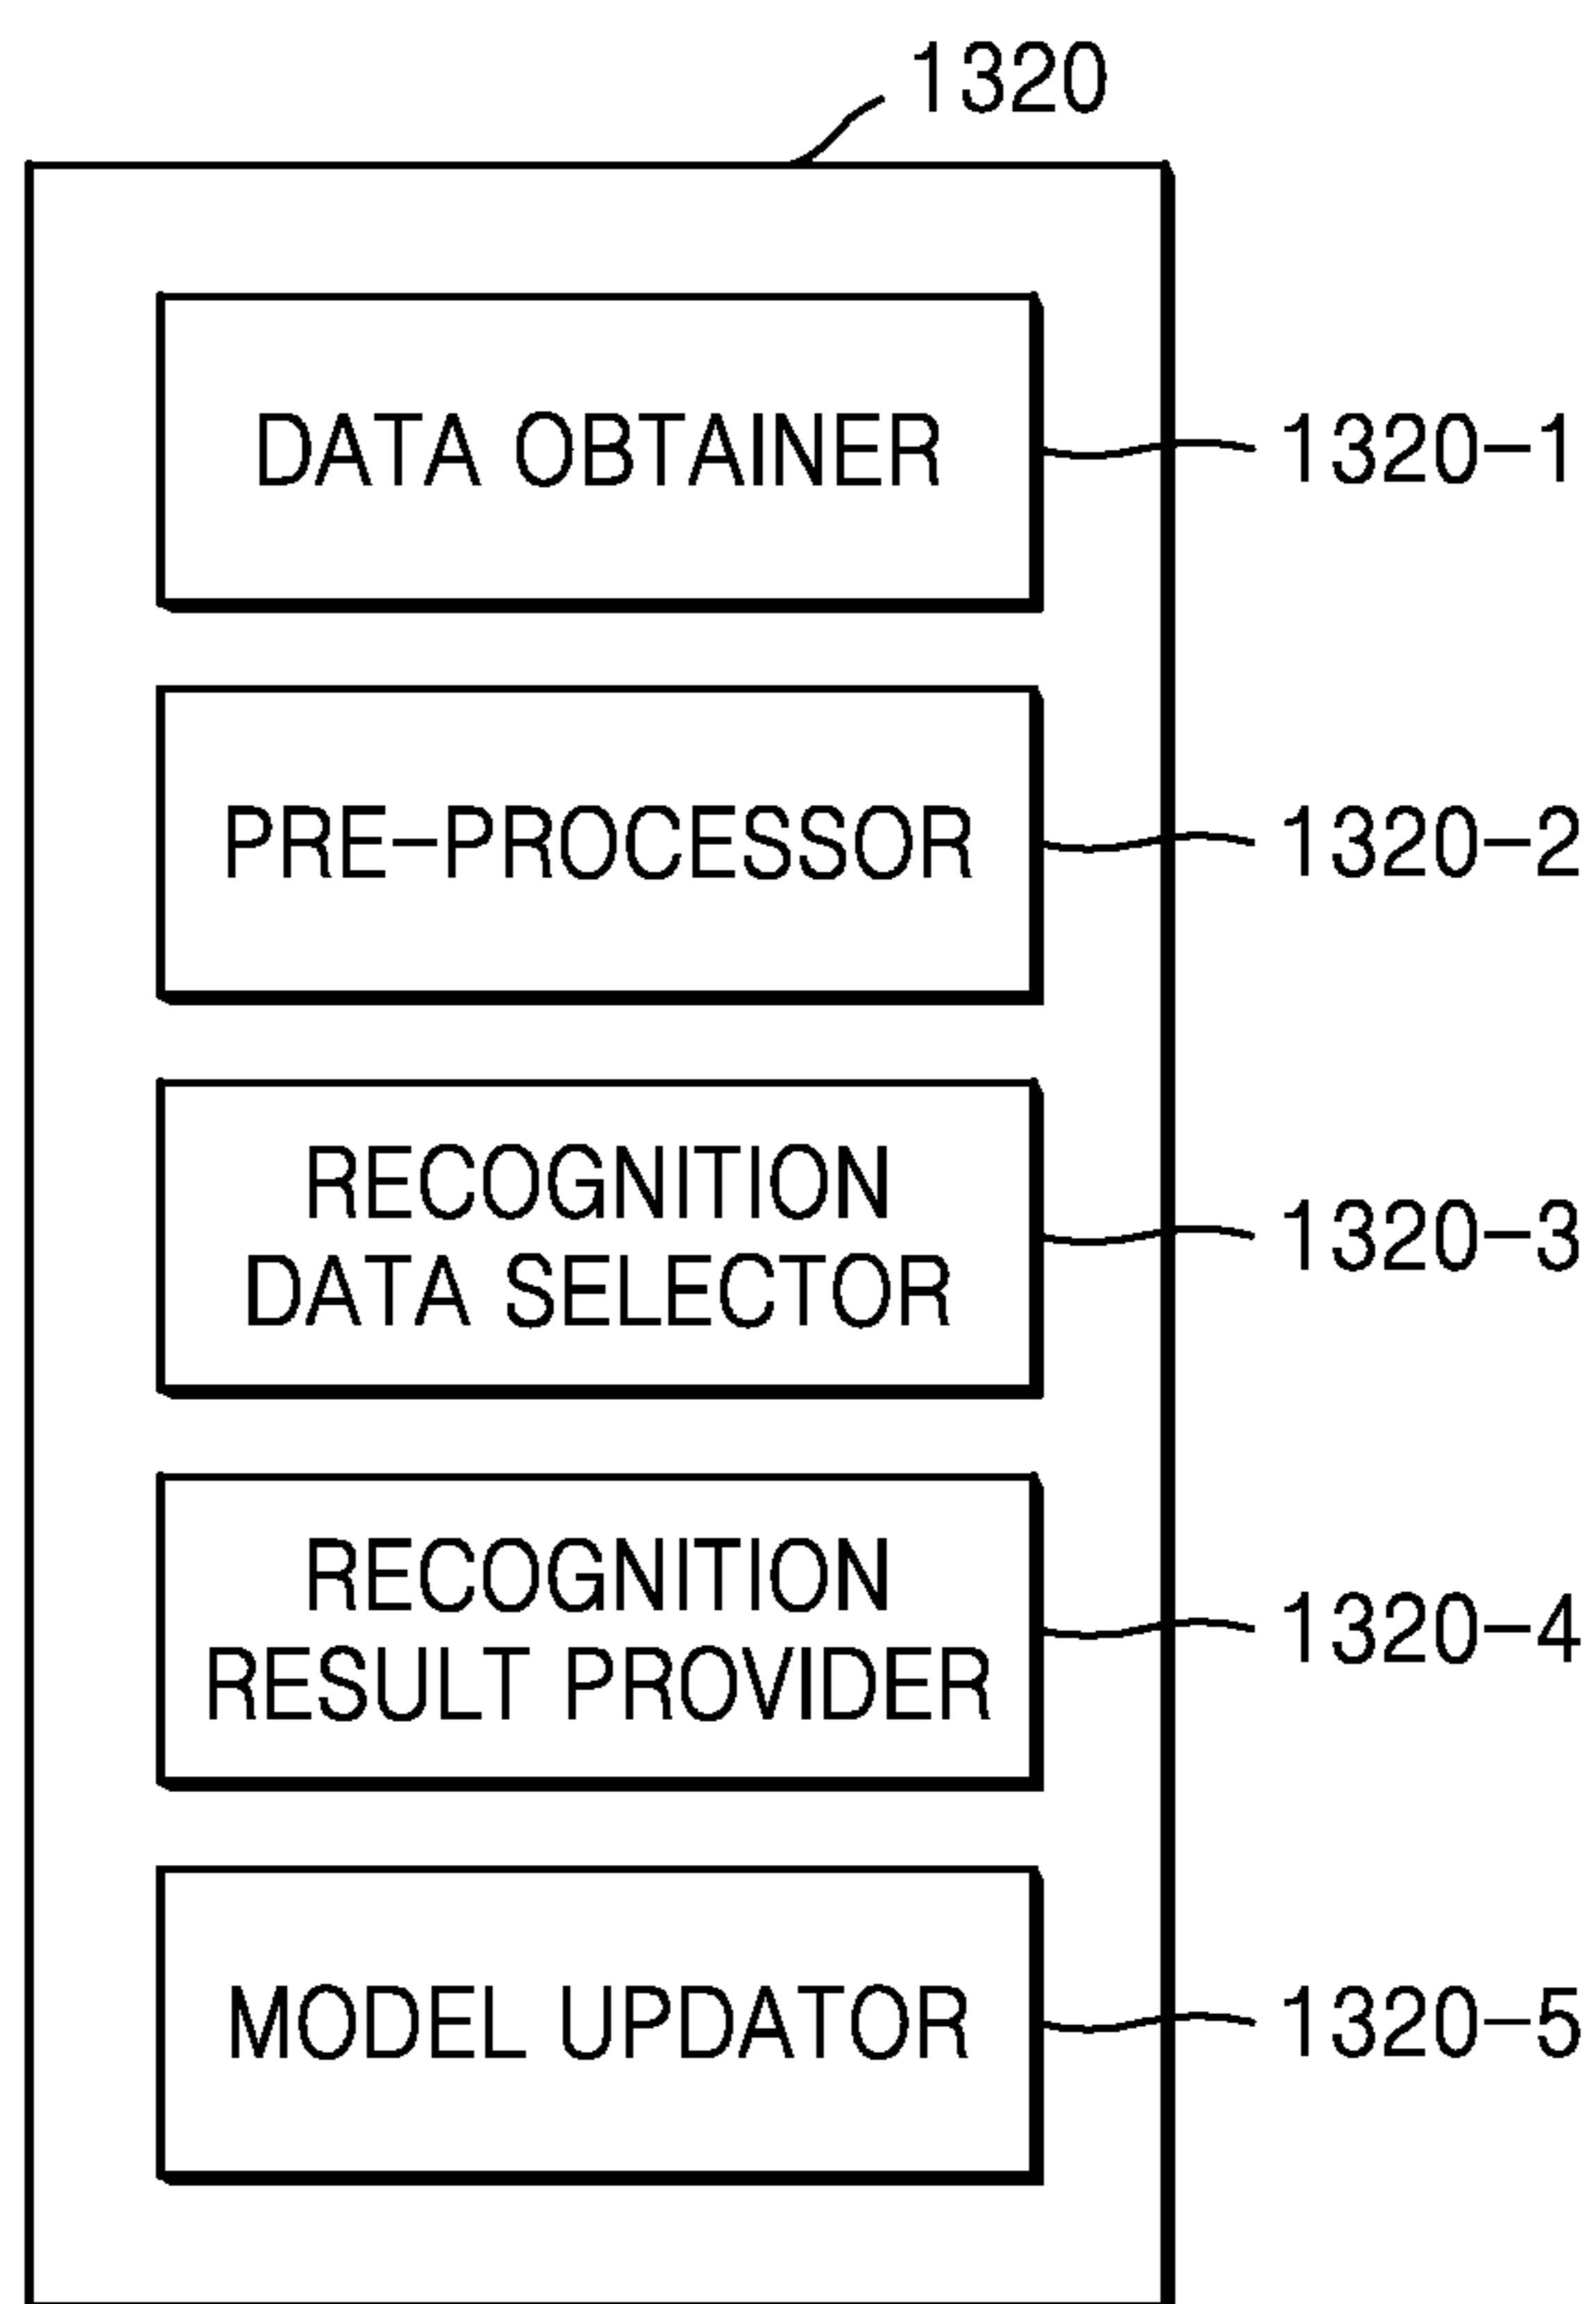 1320
DATA OBTAINER
1320-1
PRE-PROCESSOR
1320-2
RECOGNITION
DATA SELECTOR
1320-3
RECOGNITION
RESULT PROVIDER
1320-4
MODEL UPDATOR
1320-5